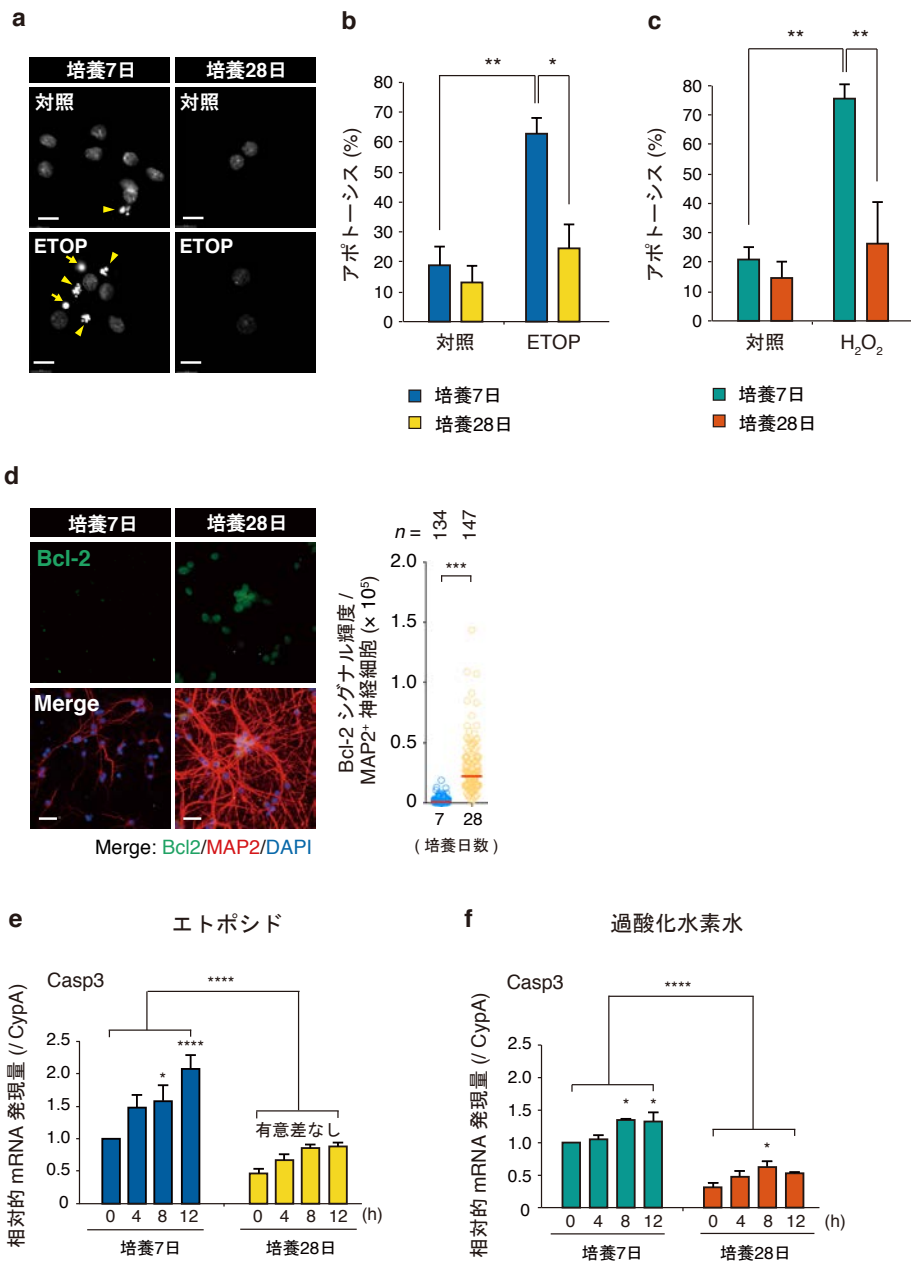 a
培養7日 培養28日
対照
ETOP ETOP
b
** *
アポトーシス (%)
80
70
60
50
40
30
20
10
0
対照 ETOP
培養7日
培養28日
c
** **
アポトーシス (%)
80
70
60
50
40
30
20
10
0
対照 H₂O₂
培養7日
培養28日
d
培養7日 培養28日
Bcl-2
Merge
Merge: Bcl2/MAP2/DAPI
n = 134 147
***
Bcl-2 シグナル輝度 /
MAP2⁺ 神経細胞 (× 10⁵)
2.0
1.5
1.0
0.5
0
7 28
( 培養日数 )
e
エトポシド
Casp3
****
相対的 mRNA 発現量 (/ CypA)
2.5
2.0
1.5
1.0
0.5
0
* ****
有意差なし
0 4 8 12 0 4 8 12 (h)
培養7日 培養28日
f
過酸化水素水
Casp3
****
相対的 mRNA 発現量 (/ CypA)
2.5
2.0
1.5
1.0
0.5
0
* * *
0 4 8 12 0 4 8 12 (h)
培養7日 培養28日